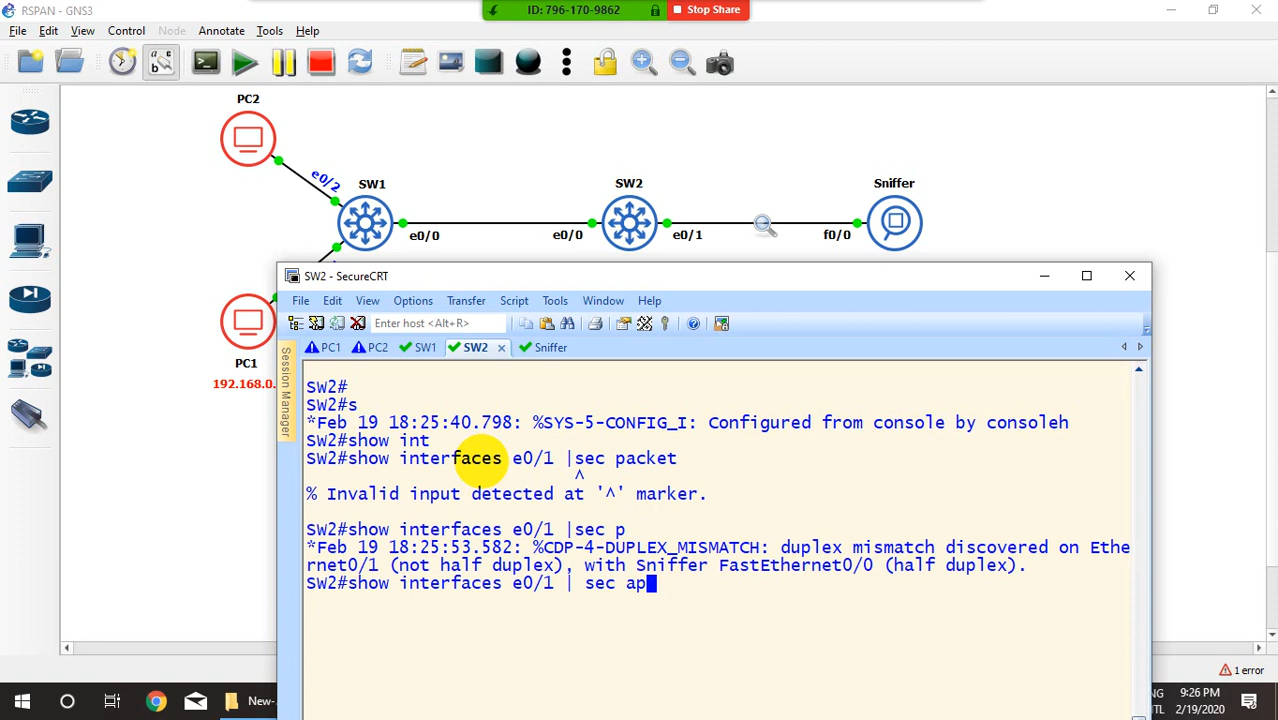 RSPAN - GNS3
ID: 796-170-9862
Stop Share
File Edit View Control Node Annotate Tools Help
PC2
e0/2
SW1
SW2
Sniffer
e0/0
e0/0
e0/1
f0/0
PC1
192.168.0.
SW2 - SecureCRT
File Edit View Options Transfer Script Tools Window Help
Enter host <Alt+R>
PC1 PC2 SW1 SW2 Sniffer
Session Manager
SW2#
SW2#s
*Feb 19 18:25:40.798: %SYS-5-CONFIG_I: Configured from console by consoleh
SW2#show int
SW2#show interfaces e0/1 |sec packet
^
% Invalid input detected at '^' marker.
SW2#show interfaces e0/1 |sec p
*Feb 19 18:25:53.582: %CDP-4-DUPLEX_MISMATCH: duplex mismatch discovered on Ethe
rnet0/1 (not half duplex), with Sniffer FastEthernet0/0 (half duplex).
SW2#show interfaces e0/1 | sec ap
1 error
New-
NG
TL
9:26 PM
2/19/2020